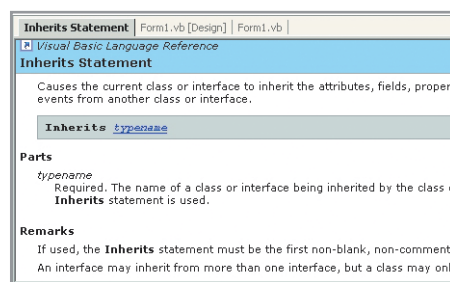 Inherits Statement Form1.vb [Design] Form1.vb
Visual Basic Language Reference
Inherits Statement
Causes the current class or interface to inherit the attributes, fields,
events from another class or interface.
Inherits typename
Parts
typename
Required. The name of a class or interface being inherited by the class
Inherits statement is used.
Remarks
If used, the Inherits statement must be the first non-blank, non-comment
An interface may inherit from more than one interface, but a class may